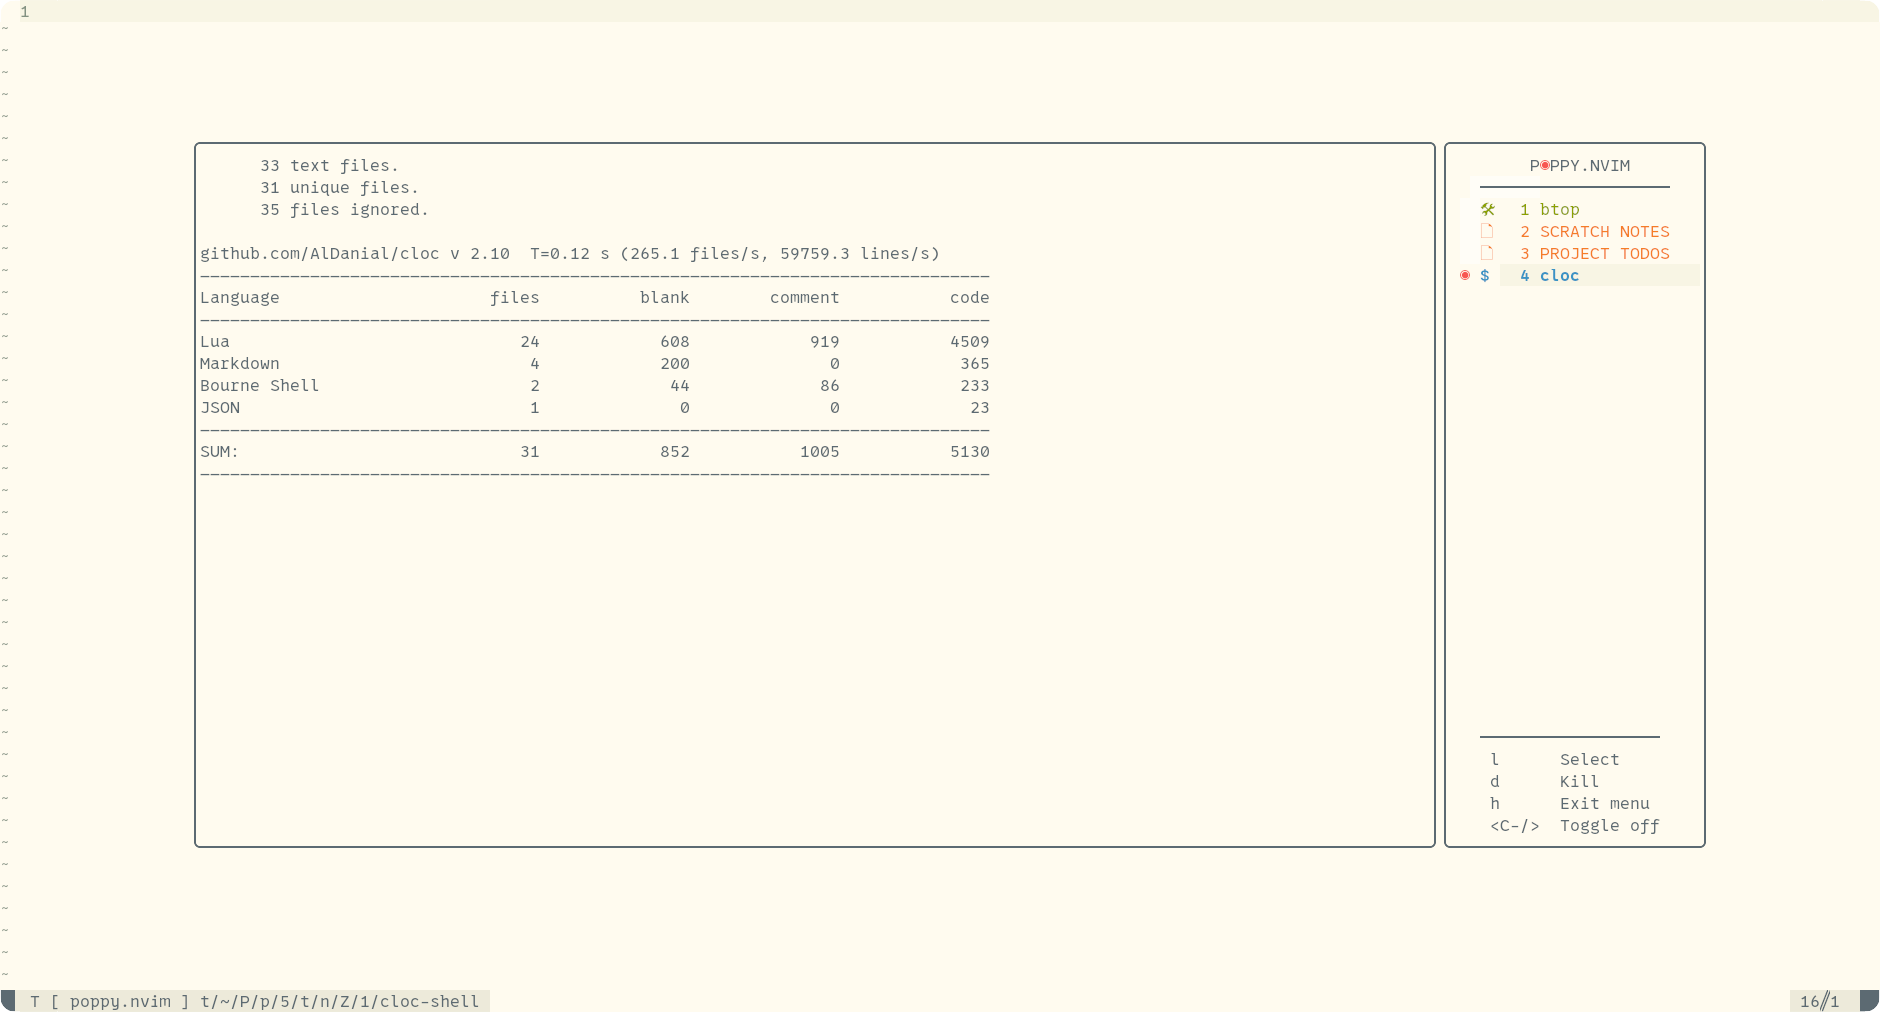 1
33 text files.
31 unique files.
35 files ignored.
github.com/AlDanial/cloc v 2.10  T=0.12 s (265.1 files/s, 59759.3 lines/s)
Language files blank comment code
Lua 24 608 919 4509
Markdown 4 200 0 365
Bourne Shell 2 44 86 233
JSON 1 0 0 23
SUM: 31 852 1005 5130
P◉PPY.NVIM
🛠 1 btop
🗋 2 SCRATCH NOTES
🗋 3 PROJECT TODOS
◉ $ 4 cloc
l Select
d Kill
h Exit menu
<C-/> Toggle off
T [ poppy.nvim ] t/~/P/p/5/t/n/Z/1/cloc-shell
16//1